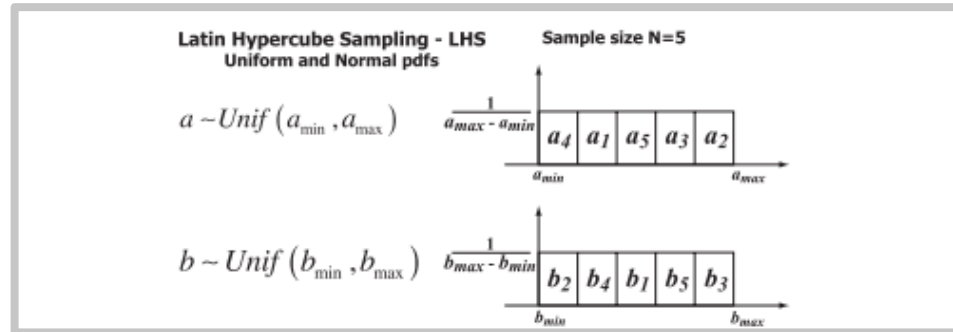 Latin Hypercube Sampling - LHS
Uniform and Normal pdfs
Sample size N=5
a ~Unif (a_min , a_max)
1
a_max - a_min
a_4 a_1 a_5 a_3 a_2
a_min a_max
b ~ Unif (b_min , b_max)
1
b_max - b_min
b_2 b_4 b_1 b_5 b_3
b_min b_max